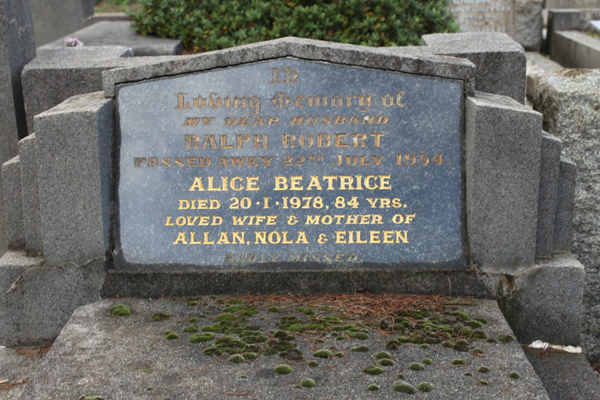 In
Loving Memory of
MY DEAR HUSBAND
RALPH ROBERT
PASSED AWAY 22ND JULY 1954.
ALICE BEATRICE
DIED 20·1·1978, 84 YRS.
LOVED WIFE & MOTHER OF
ALLAN, NOLA & EILEEN
MISSED